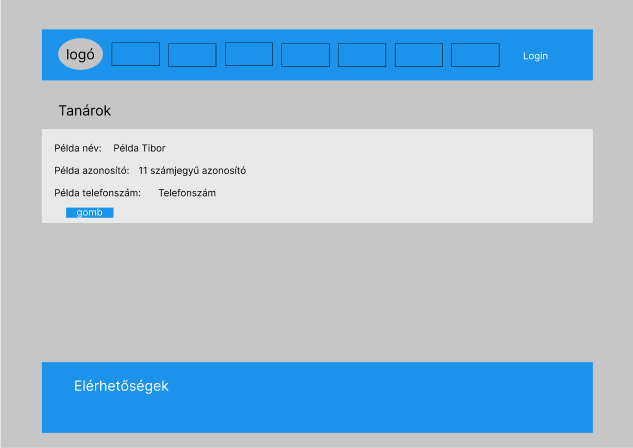 logó
Login
Tanárok
Példa név: Példa Tibor
Példa azonosító: 11 számjegyű azonosító
Példa telefonszám: Telefonszám
gomb
Elérhetőségek